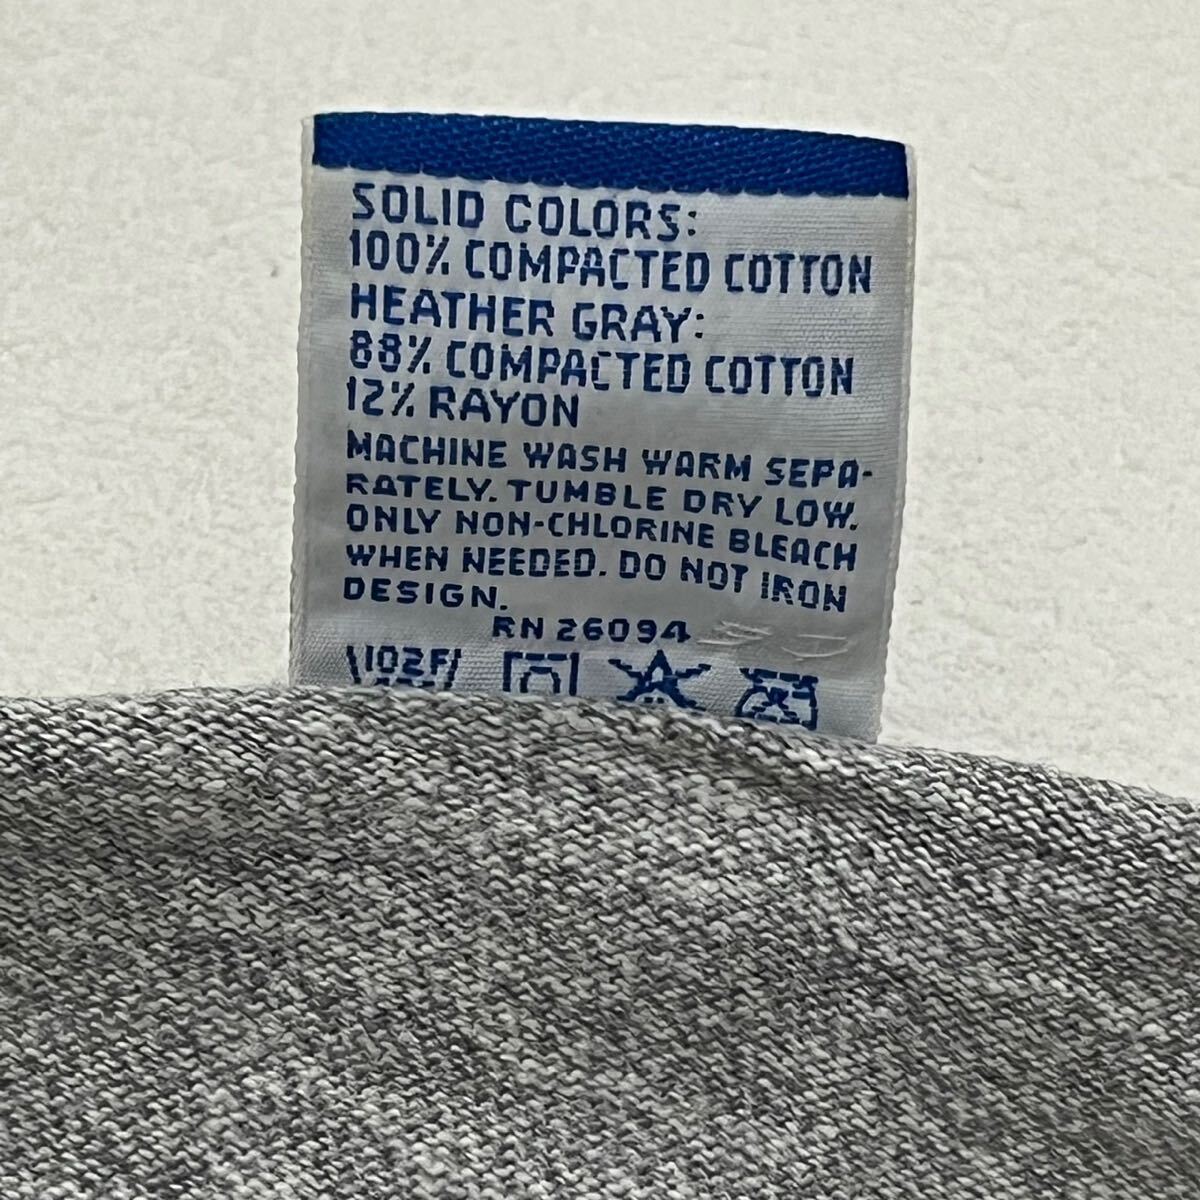 SOLID COLORS:
100% COMPACTED COTTON
HEATHER GRAY:
88% COMPACTED COTTON
12% RAYON
MACHINE WASH WARM SEPA-
RATELY. TUMBLE DRY LOW.
ONLY NON-CHLORINE BLEACH
WHEN NEEDED. DO NOT IRON
DESIGN.
RN 26094
102F